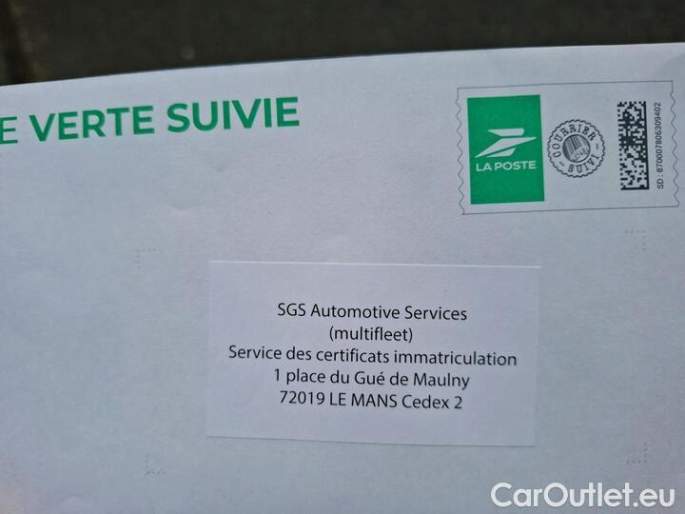 E VERTE SUIVIE
LA POSTE
COURRIER
SUIVI
SD : 87000780630940​2
SGS Automotive Services
(multifleet)
Service des certificats immatriculation
1 place du Gué de Maulny
72019 LE MANS Cedex 2
CarOutlet.eu